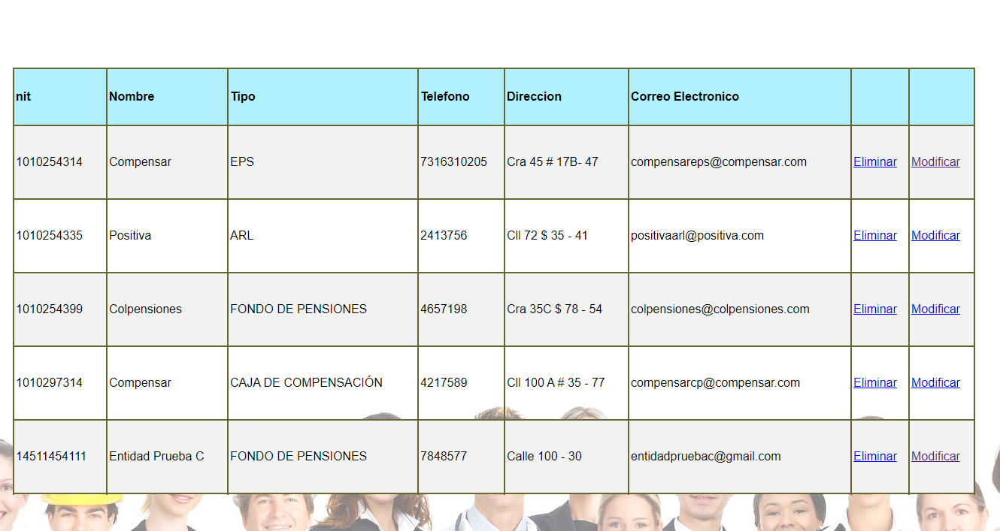 nit Nombre Tipo Telefono Direccion Correo Electronico
1010254314 Compensar EPS 7316310205 Cra 45 # 17B- 47 compensareps@compensar.com Eliminar Modificar
1010254335 Positiva ARL 2413756 Cll 72 $ 35 - 41 positivaarl@positiva.com Eliminar Modificar
1010254399 Colpensiones FONDO DE PENSIONES 4657198 Cra 35C $ 78 - 54 colpensiones@colpensiones.com Eliminar Modificar
1010297314 Compensar CAJA DE COMPENSACIÓN 4217589 Cll 100 A # 35 - 77 compensarcp@compensar.com Eliminar Modificar
14511454111 Entidad Prueba C FONDO DE PENSIONES 7848577 Calle 100 - 30 entidadpruebac@gmail.com Eliminar Modificar